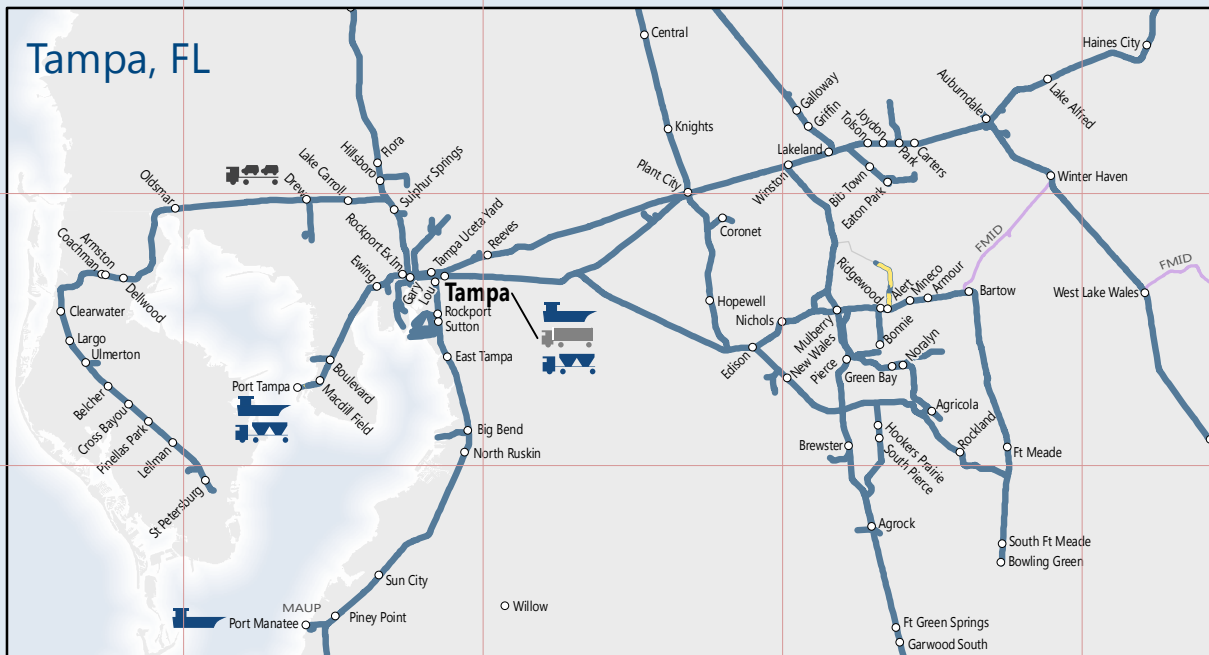 Tampa, FL
Central
Haines City
Galloway
Griffin
Auburndale
Lake Alfred
Knights
Joydon
Tolson
Park
Carters
Lakeland
Flora
Hillsboro
Sulphur Springs
Lake Carroll
Drew
Oldsmar
Plant City
Winston
Bib Town
Eaton Park
Winter Haven
Coronet
Tampa Uceta Yard
Reeves
Rockport Ex Im
Ewing
Gary
Lou
Tampa
Armston
Coachman
Dellwood
Clearwater
Largo
Ulmerton
Belcher
Cross Bayou
Pinellas Park
Lellman
St Petersburg
Rockport
Sutton
East Tampa
Boulevard
Port Tampa
Macdill Field
Big Bend
North Ruskin
Hopewell
Nichols
Edison
Ridgewood
Alert
Mineco
Armour
FMID
Bartow
FMID
West Lake Wales
Mulberry
New Wales
Pierce
Bonnie
Noralyn
Green Bay
Agricola
Rockland
Hookers Prairie
South Pierce
Brewster
Ft Meade
Agrock
South Ft Meade
Bowling Green
Sun City
Willow
MAUP
Port Manatee
Piney Point
Ft Green Springs
Garwood South